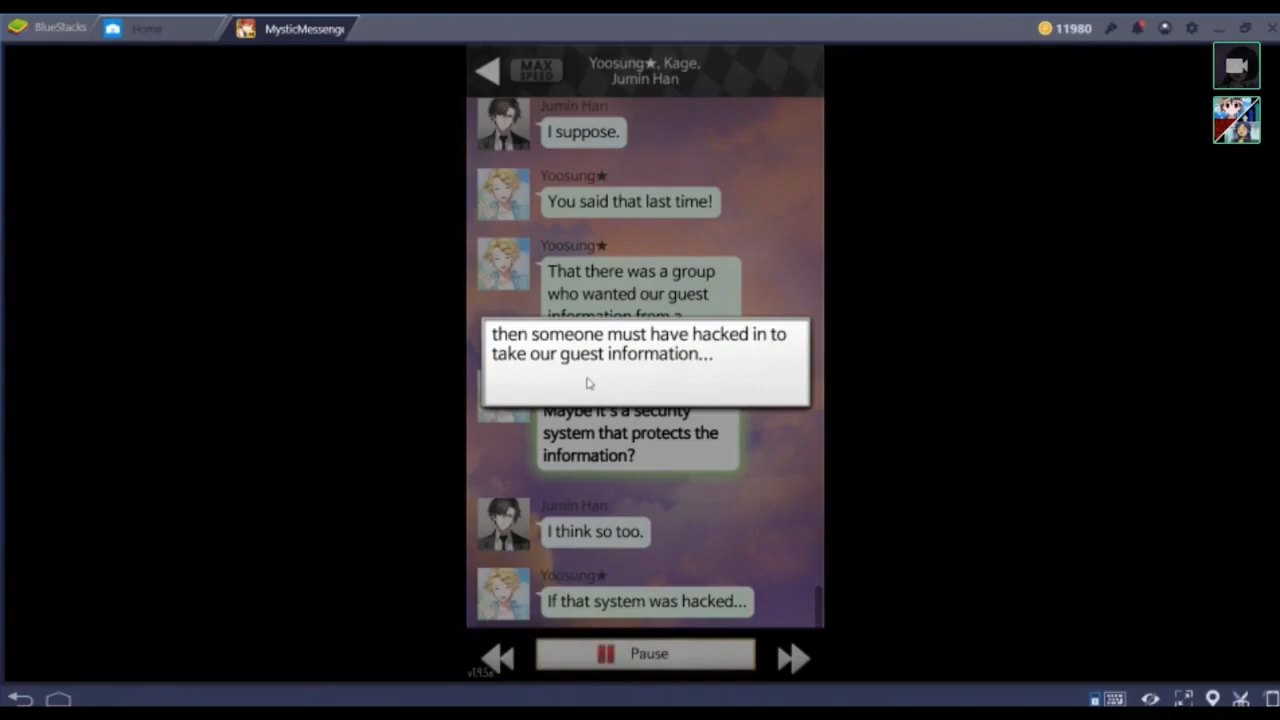 BlueStacks
Home
MysticMesseng
11980
MAX
SPEED
Yoosung★, Kage,
Jumin Han
Jumin Han
I suppose.
Yoosung★
You said that last time!
Yoosung★
That there was a group
who wanted our guest
information from a
then someone must have hacked in to
take our guest information...
Maybe it's a security
system that protects the
information?
Jumin Han
I think so too.
Yoosung★
If that system was hacked...
Pause